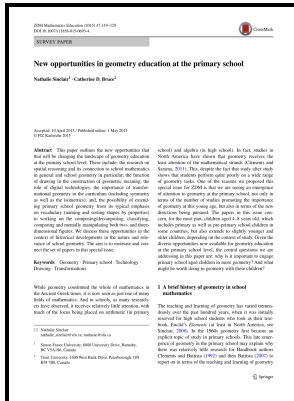 ZDM Mathematics Education (2015) 47:319–329
DOI 10.1007/s11858-015-0693-4
CrossMark
SURVEY PAPER
New opportunities in geometry education at the primary school
Nathalie Sinclair¹ · Catherine D. Bruce²
Accepted: 10 April 2015 / Published online: 1 May 2015
© FIZ Karlsruhe 2015
Abstract This paper outlines the new opportunities that
that will be changing the landscape of geometry education
at the primary school level. These include: the research on
spatial reasoning and its connection to school mathematics
in general and school geometry in particular; the function
of drawing in the construction of geometric meaning; the
role of digital technologies; the importance of transfor-
mational geometry in the curriculum (including symmetry
as well as the isometries); and, the possibility of extend-
ing primary school geometry from its typical emphasis
on vocabulary (naming and sorting shapes by properties)
to working on the composing/decomposing, classifying,
comparing and mentally manipulating both two- and three-
dimensional figures. We discuss these opportunities in the
context of historical developments in the nature and relev-
ance of school geometry. The aim is to motivate and con-
nect the set of papers in this special issue.
Keywords Geometry · Primary school · Technology ·
Drawing · Transformations
While geometry constituted the whole of mathematics in
the Ancient Greek times, it is now seen as just one of many
fields of mathematics. And in schools, as many research-
ers have observed, it receives relatively little attention, with
much of the focus being placed on arithmetic (in primary
✉ Nathalie Sinclair
nathalie_sinclair@sfu.ca
1 Simon Fraser University, 8888 University Drive, Burnaby,
BC V5A1S6, Canada
2 Trent University, 1600 West Bank Drive, Peterborough, ON
K9J 7B8, Canada
school) and algebra (in high school). In fact, studies in
North America have shown that geometry receives the
least attention of the mathematical strands (Clements and
Sarama, 2011). This, despite the fact that study after study
shows that students perform quite poorly on a wide range
of geometry tasks. One of the reasons we proposed this
special issue for ZDM is that we are seeing an emergence
of attention to geometry at the primary school, not only in
terms of the number of studies promoting the importance
of geometry at this young age, but also in terms of the new
directions being pursued. The papers in this issue con-
cern, for the most part, children aged 4–8 years old, which
includes primary as well as pre-primary school children in
some countries, but also extends to slightly younger and
older children, depending on the context of study. Given the
diverse opportunities now available for geometry education
at the primary school level, the central questions we are
addressing in this paper are: why is it important to engage
primary school aged children in more geometry? And what
might be worth doing in geometry with these children?
1 A brief history of geometry in school
mathematics
The teaching and learning of geometry has varied tremen-
dously over the past hundred years, when it was initially
reserved for high school students who took as their text-
book, Euclid's Elements (at least in North America, see
Sinclair, 2008). In the 1960s geometry first became an
explicit topic of study in primary schools. This late emer-
gence of geometry in the primary school may explain why
there was relatively little research for Handbook authors
Clements and Battista (1992) and then Battista (2007) to
report on in terms of the teaching and learning of geometry
Springer